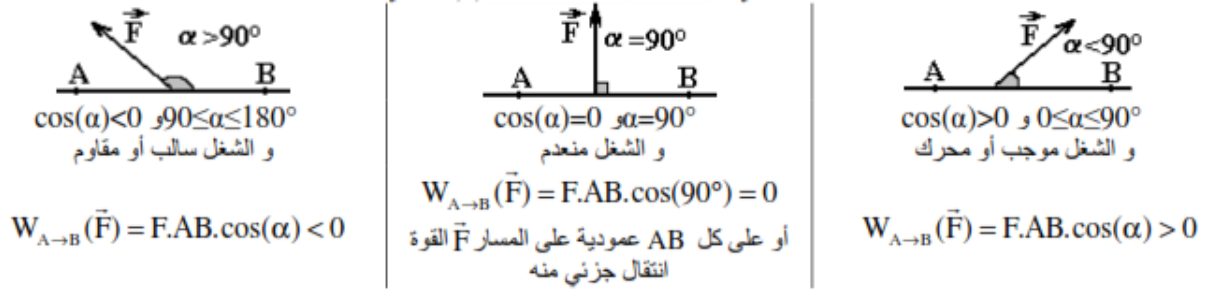 F⃗ α<90°
A B
0≤α≤90° و cos(α)>0
و الشغل موجب أو محرك
W_{A→B}(F⃗) = F.AB.cos(α) > 0
F⃗ α=90°
A B
α=90° و cos(α)=0
و الشغل منعدم
W_{A→B}(F⃗) = F.AB.cos(90°) = 0
القوة F⃗ عمودية على المسار AB أو على كل
انتقال جزئي منه
F⃗ α>90°
A B
90≤α≤180° و cos(α)<0
و الشغل سالب أو مقاوم
W_{A→B}(F⃗) = F.AB.cos(α) < 0